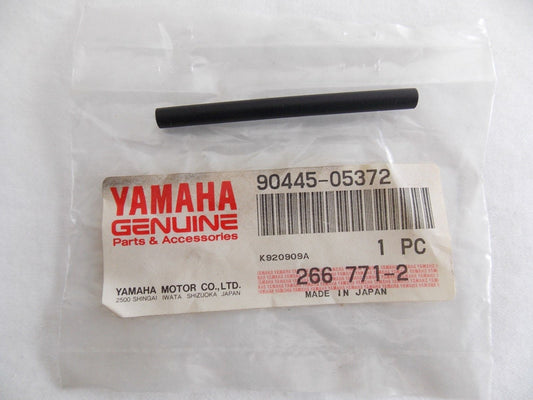 YAMAHA
GENUINE
Parts & Accessories
YAMAHA MOTOR CO.,LTD.
2500 SHINGAI IWATA SHIZUOKA JAPAN
90445-05372
K920909A
1 PC
266 771-2
MADE IN JAPAN